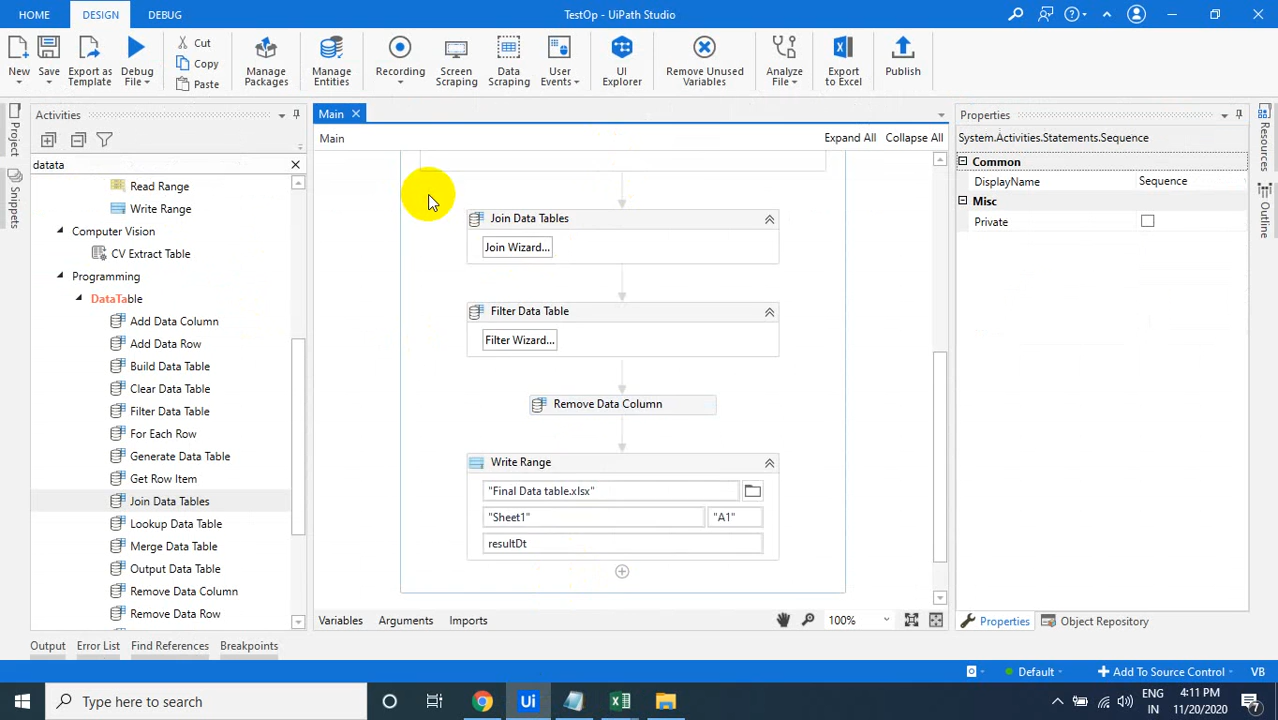 HOME
DESIGN
DEBUG
TestOp - UiPath Studio
New
Save
Export as Template
Debug File
Cut
Copy
Paste
Manage Packages
Manage Entities
Recording
Screen Scraping
Data Scraping
User Events
UI Explorer
Remove Unused Variables
Analyze File
Export to Excel
Publish
Project
Snippets
Activities
datata
Read Range
Write Range
Computer Vision
CV Extract Table
Programming
DataTable
Add Data Column
Add Data Row
Build Data Table
Clear Data Table
Filter Data Table
For Each Row
Generate Data Table
Get Row Item
Join Data Tables
Lookup Data Table
Merge Data Table
Output Data Table
Remove Data Column
Remove Data Row
Main
Main
Expand All
Collapse All
Join Data Tables
Join Wizard...
Filter Data Table
Filter Wizard...
Remove Data Column
Write Range
"Final Data table.xlsx"
"Sheet1"
"A1"
resultDt
Variables
Arguments
Imports
100%
Properties
System.Activities.Statements.Sequence
Common
DisplayName
Sequence
Misc
Private
Properties
Object Repository
Resources
Outline
Output
Error List
Find References
Breakpoints
Default
Add To Source Control
VB
Type here to search
Ui
ENG
IN
4:11 PM
11/20/2020
7